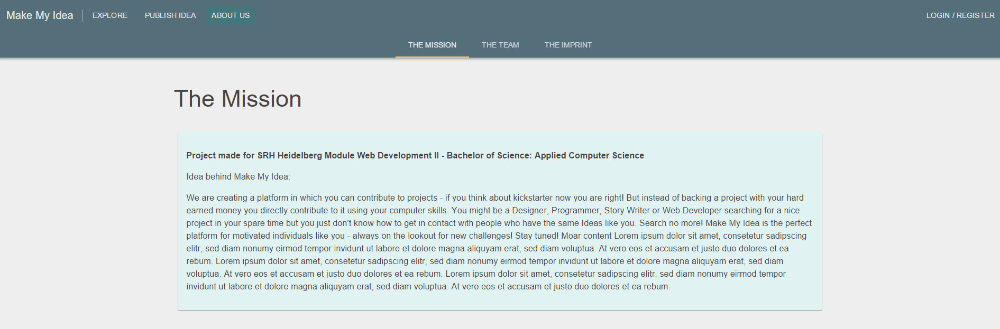 Make My Idea EXPLORE PUBLISH IDEA ABOUT US LOGIN / REGISTER
THE MISSION THE TEAM THE IMPRINT
The Mission
Project made for SRH Heidelberg Module Web Development II - Bachelor of Science: Applied Computer Science
Idea behind Make My Idea:
We are creating a platform in which you can contribute to projects - if you think about kickstarter now you are right! But instead of backing a project with your hard
earned money you directly contribute to it using your computer skills. You might be a Designer, Programmer, Story Writer or Web Developer searching for a nice
project in your spare time but you just don't know how to get in contact with people who have the same Ideas like you. Search no more! Make My Idea is the perfect
platform for motivated individuals like you - always on the lookout for new challenges! Stay tuned! Moar content Lorem ipsum dolor sit amet, consetetur sadipscing
elitr, sed diam nonumy eirmod tempor invidunt ut labore et dolore magna aliquyam erat, sed diam voluptua. At vero eos et accusam et justo duo dolores et ea
rebum. Lorem ipsum dolor sit amet, consetetur sadipscing elitr, sed diam nonumy eirmod tempor invidunt ut labore et dolore magna aliquyam erat, sed diam
voluptua. At vero eos et accusam et justo duo dolores et ea rebum. Lorem ipsum dolor sit amet, consetetur sadipscing elitr, sed diam nonumy eirmod tempor
invidunt ut labore et dolore magna aliquyam erat, sed diam voluptua. At vero eos et accusam et justo duo dolores et ea rebum.